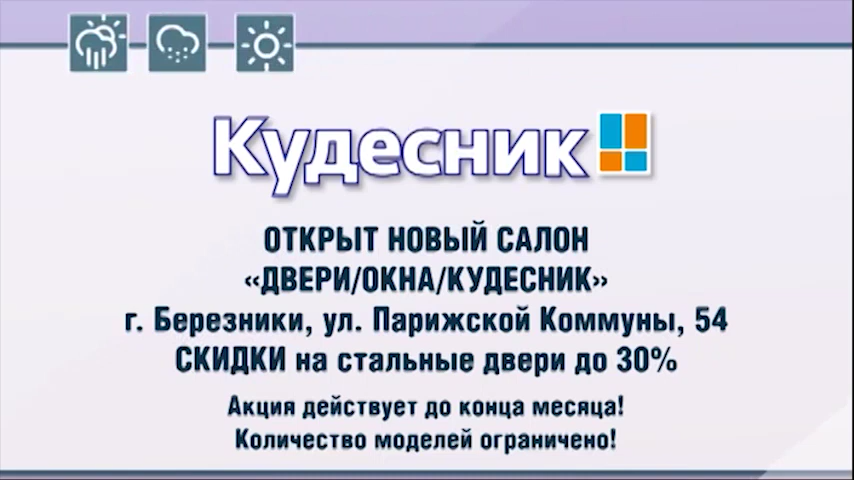 Кудесник
ОТКРЫТ НОВЫЙ САЛОН
«ДВЕРИ/ОКНА/КУДЕСНИК»
г. Березники, ул. Парижской Коммуны, 54
СКИДКИ на стальные двери до 30%
Акция действует до конца месяца!
Количество моделей ограничено!